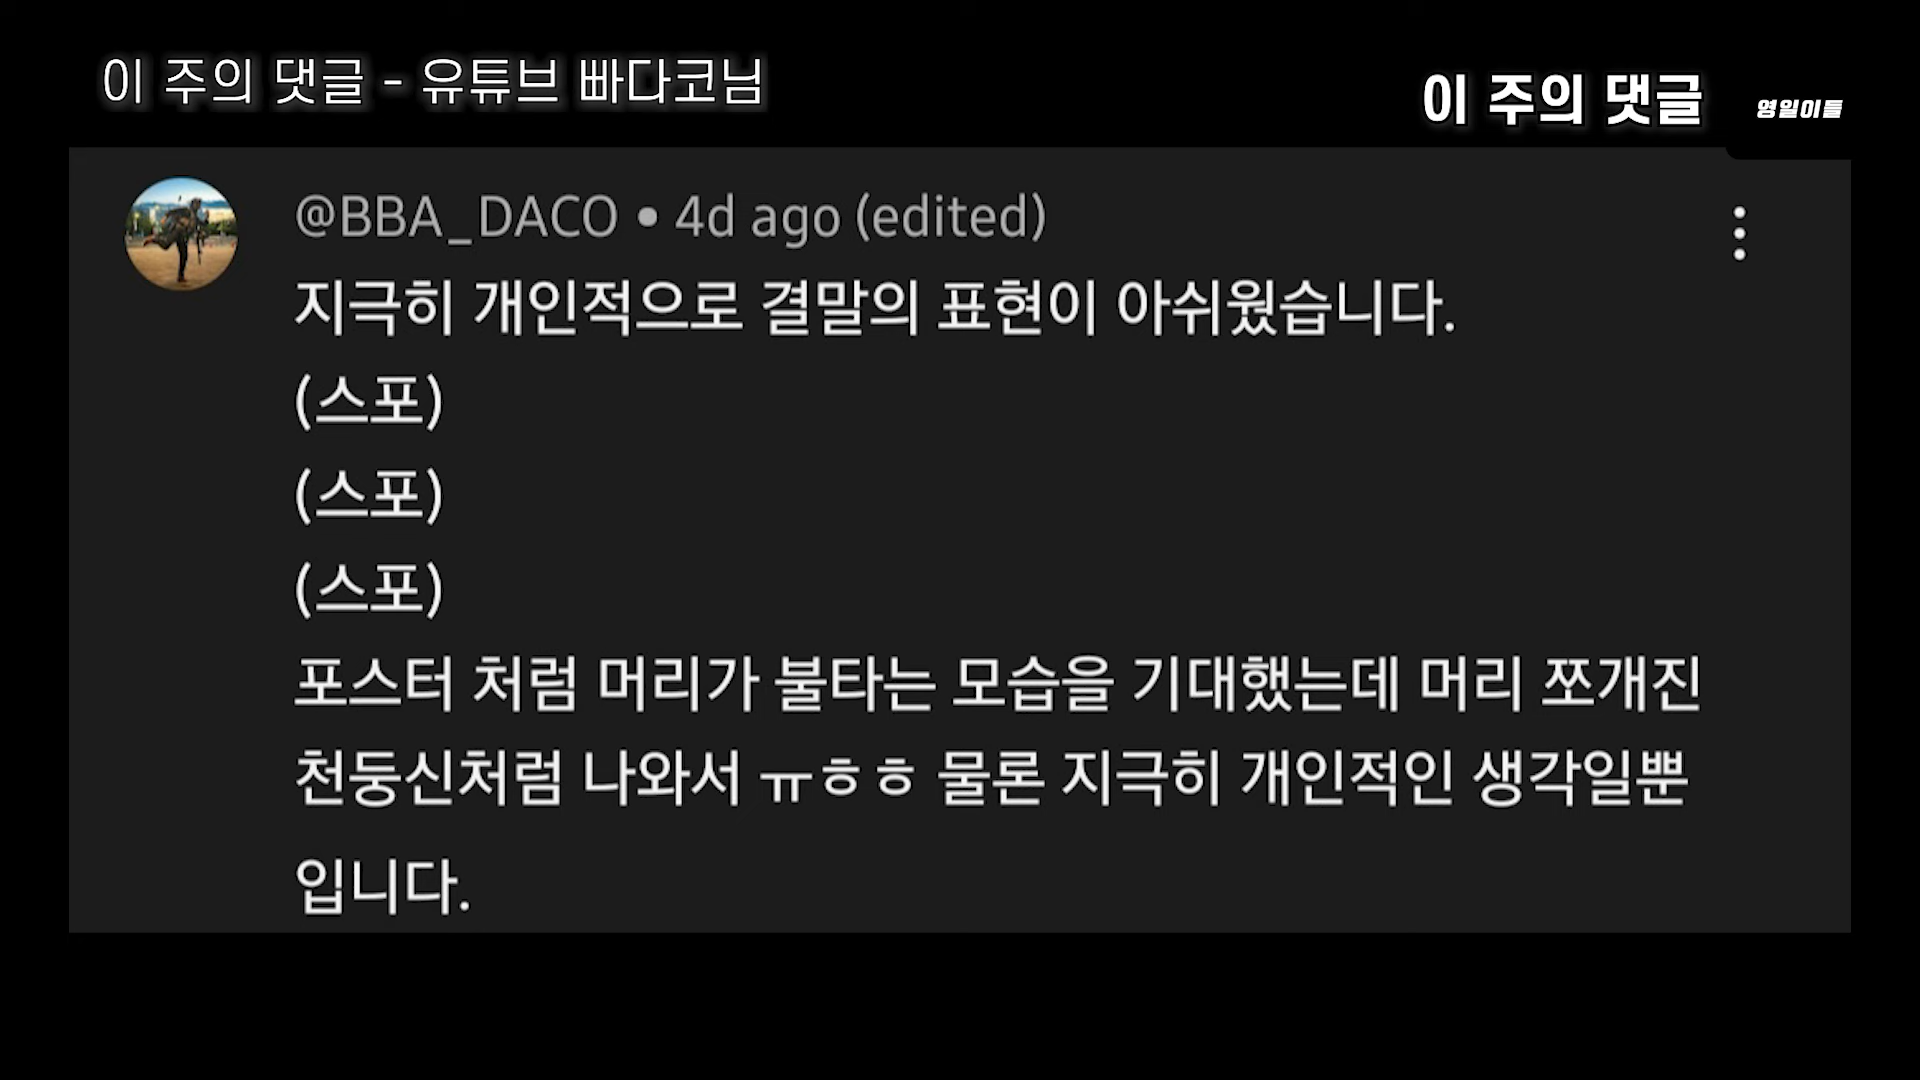 이 주의 댓글 - 유튜브 빠다코님
이 주의 댓글
영일이들
@BBA_DACO • 4d ago (edited)
지극히 개인적으로 결말의 표현이 아쉬웠습니다.
(스포)
(스포)
(스포)
포스터 처럼 머리가 불타는 모습을 기대했는데 머리 쪼개진
천둥신처럼 나와서 ㅠㅎㅎ 물론 지극히 개인적인 생각일뿐
입니다.